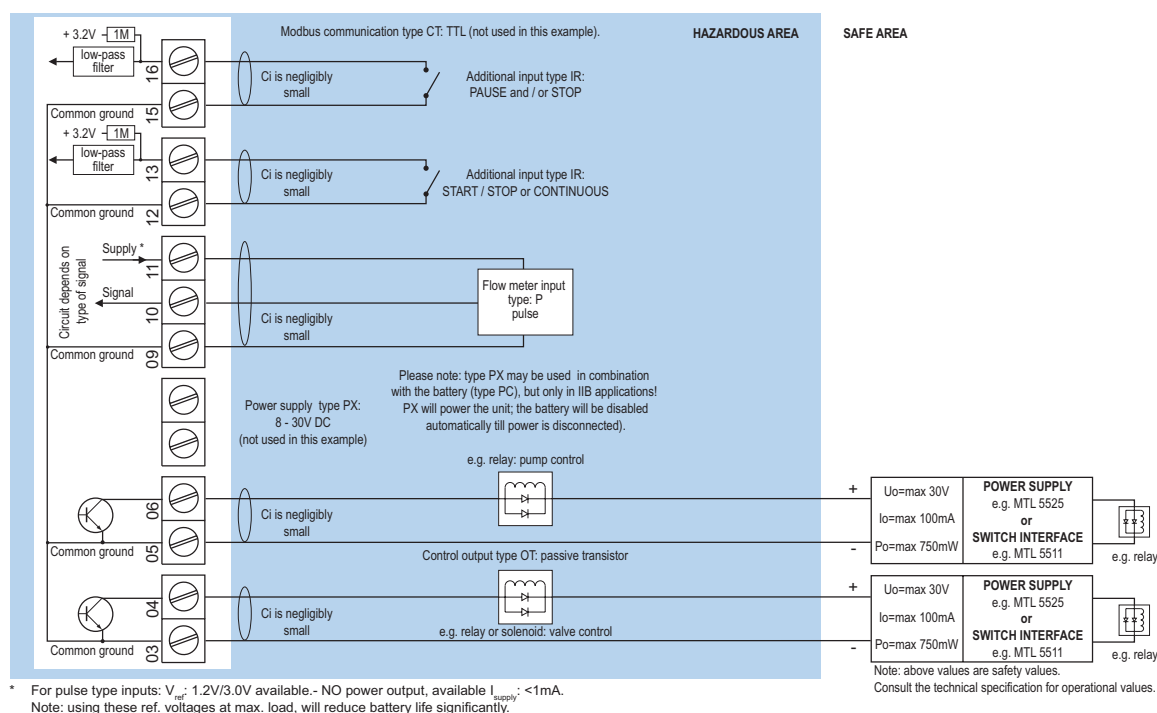 Modbus communication type CT: TTL (not used in this example).
HAZARDOUS AREA
SAFE AREA
+ 3.2V
1M
low-pass
filter
16
Ci is negligibly
small
Additional input type IR:
PAUSE and / or STOP
Common ground
15
+ 3.2V
1M
low-pass
filter
13
Ci is negligibly
small
Additional input type IR:
START / STOP or CONTINUOUS
Common ground
12
Circuit depends on
type of signal
Supply *
11
Signal
10
Flow meter input
type: P
pulse
Ci is negligibly
small
Common ground
09
Power supply type PX:
8 - 30V DC
(not used in this example)
Please note: type PX may be used in combination
with the battery (type PC), but only in IIB applications!
PX will power the unit; the battery will be disabled
automatically till power is disconnected).
e.g. relay: pump control
06
Ci is negligibly
small
Common ground
05
+
-
Uo=max 30V
Io=max 100mA
Po=max 750mW
POWER SUPPLY
e.g. MTL 5525
or
SWITCH INTERFACE
e.g. MTL 5511
e.g. relay
Control output type OT: passive transistor
04
Ci is negligibly
small
e.g. relay or solenoid: valve control
Common ground
03
+
-
Uo=max 30V
Io=max 100mA
Po=max 750mW
POWER SUPPLY
e.g. MTL 5525
or
SWITCH INTERFACE
e.g. MTL 5511
e.g. relay
Note: above values are safety values.
Consult the technical specification for operational values.
* For pulse type inputs: Vref: 1.2V/3.0V available.- NO power output, available Isupply: <1mA.
Note: using these ref. voltages at max. load, will reduce battery life significantly.